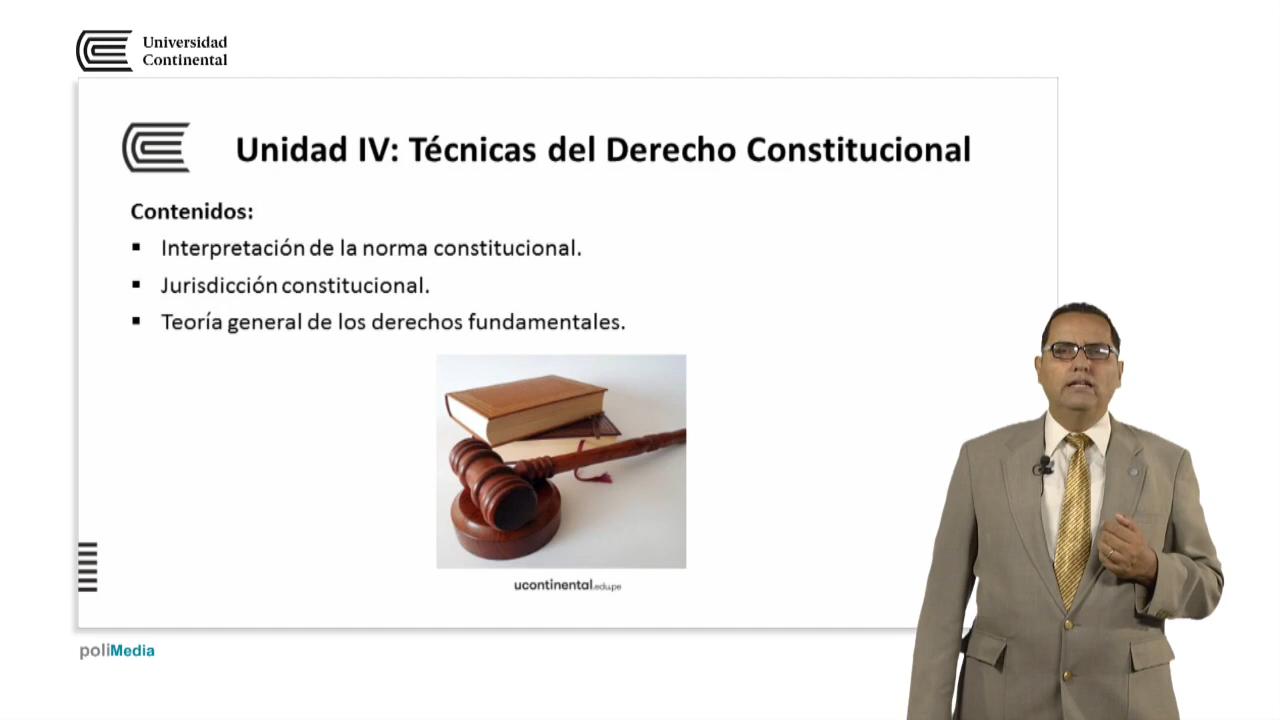 Universidad
Continental
Unidad IV: Técnicas del Derecho Constitucional
Contenidos:
▪ Interpretación de la norma constitucional.
▪ Jurisdicción constitucional.
▪ Teoría general de los derechos fundamentales.
ucontinental.edu.pe
poliMedia